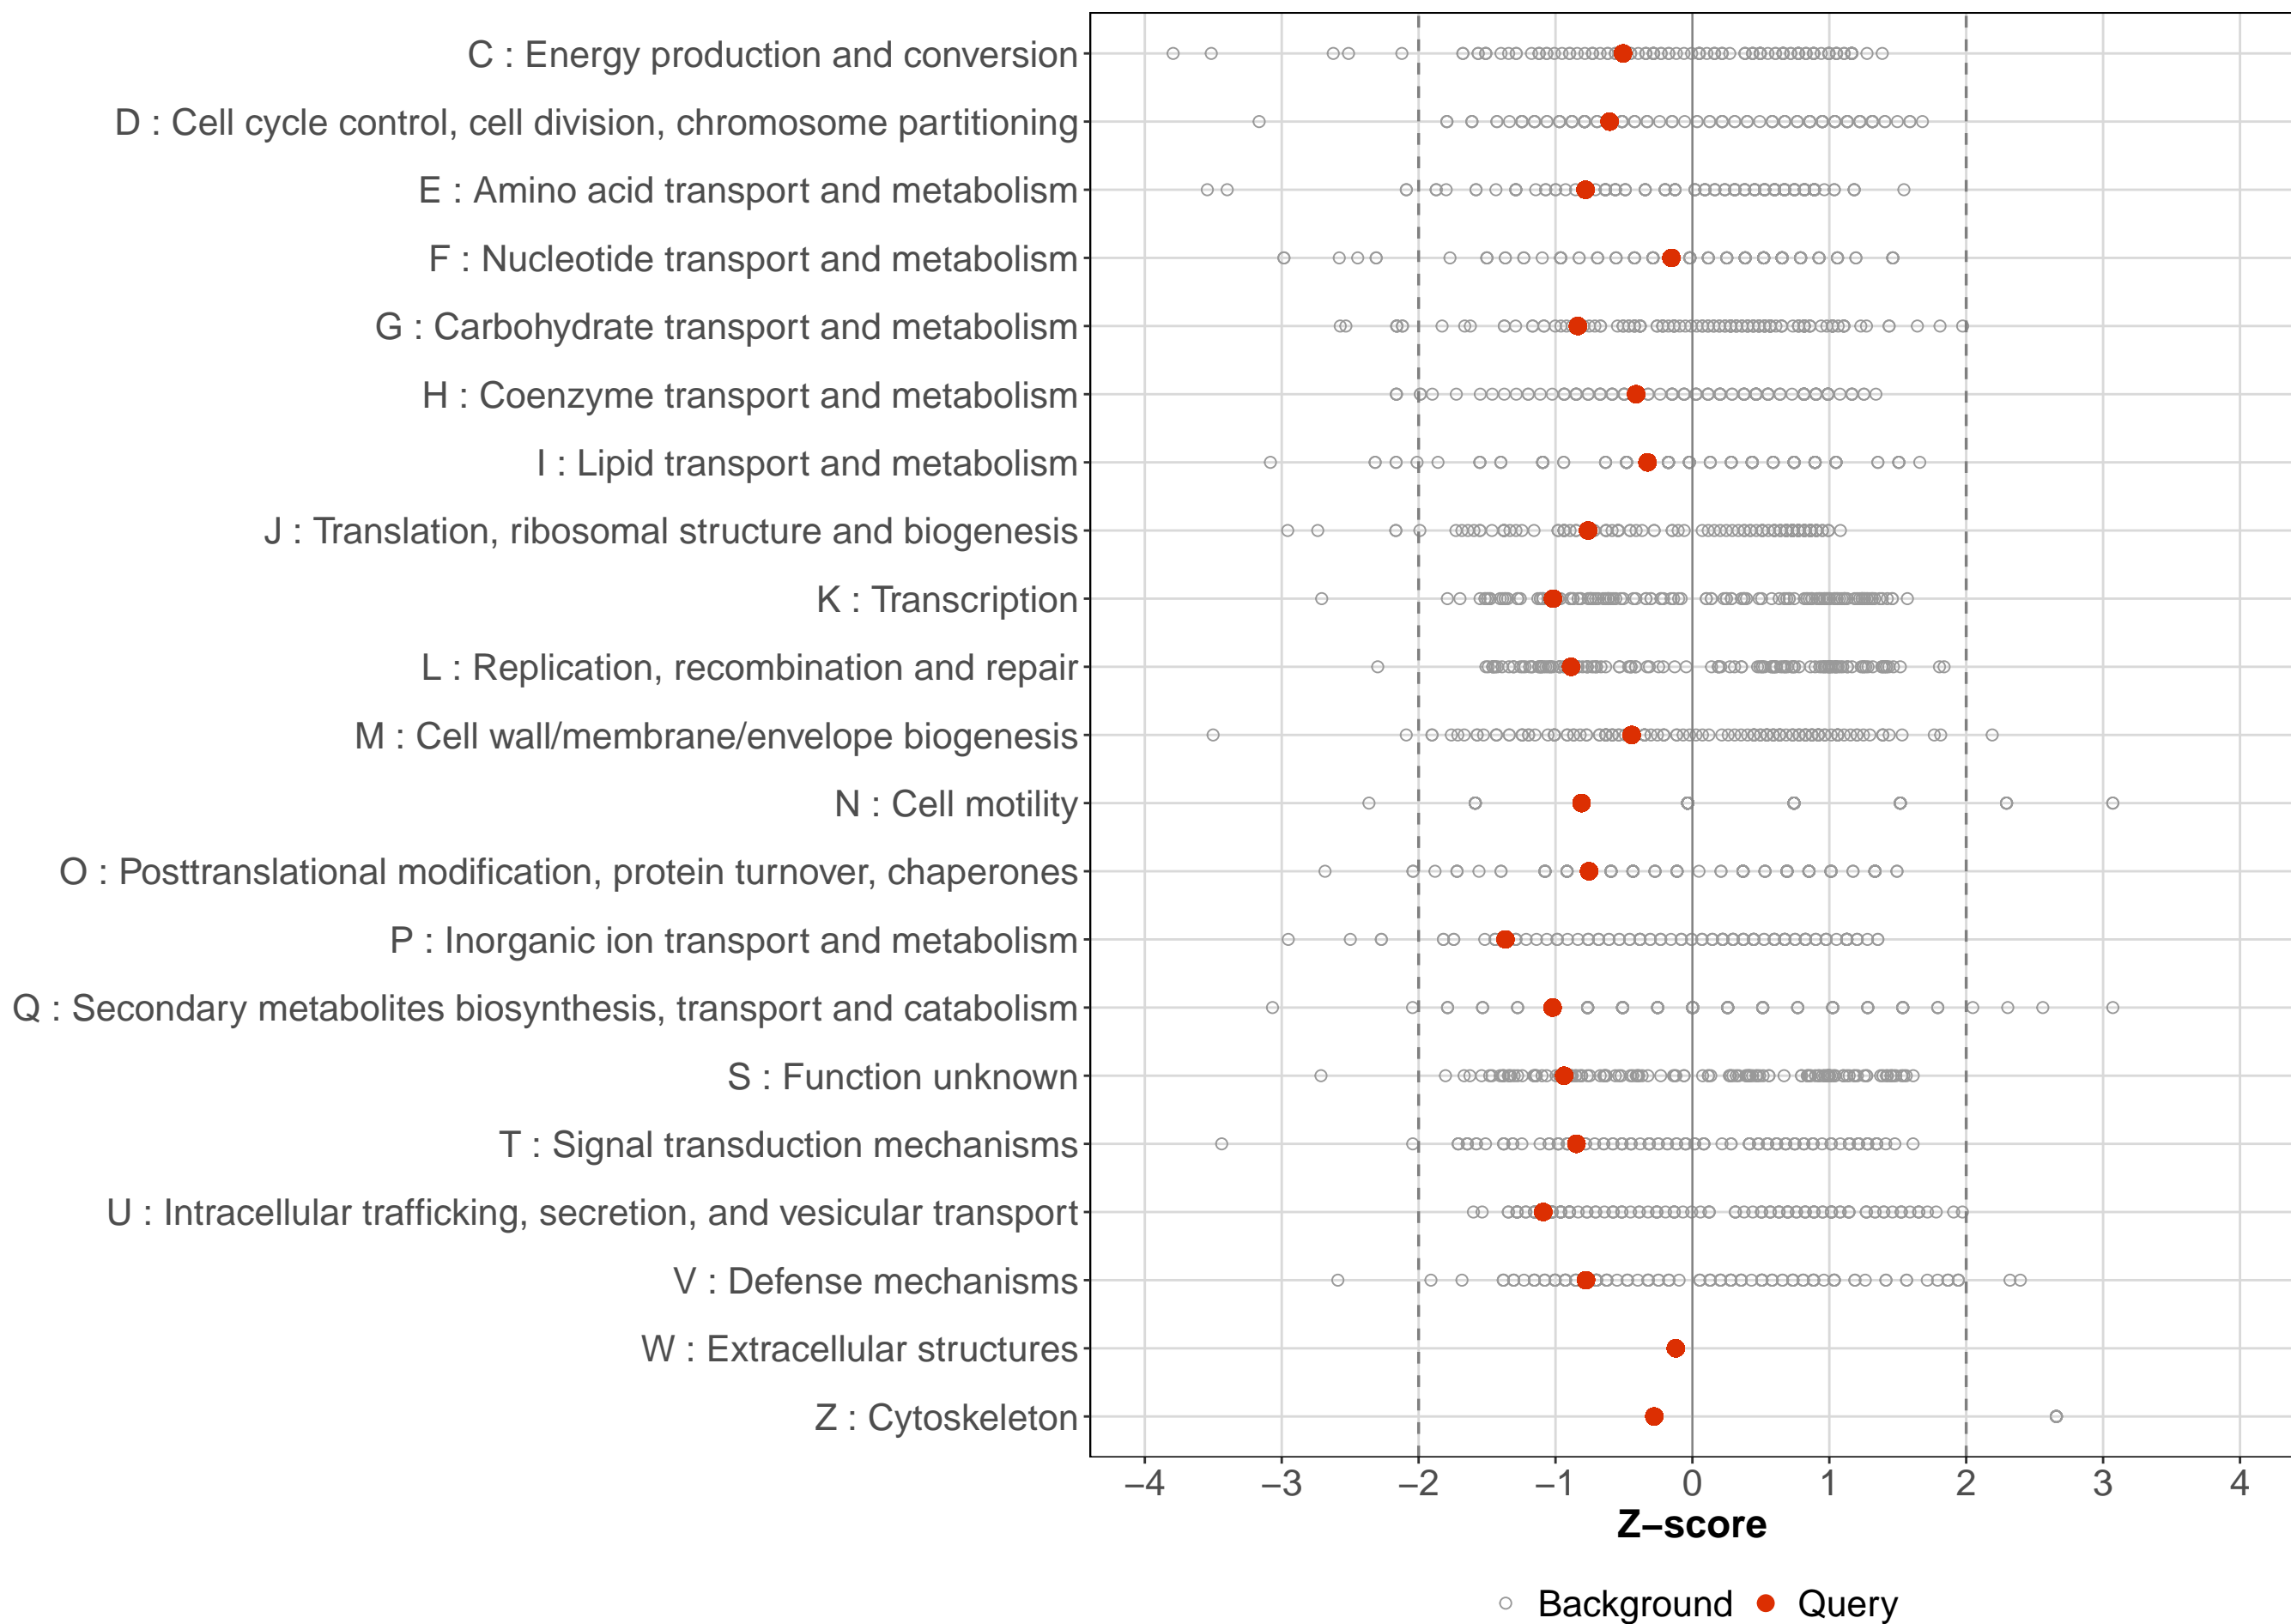 C : Energy production and conversion
D : Cell cycle control, cell division, chromosome partitioning
E : Amino acid transport and metabolism
F : Nucleotide transport and metabolism
G : Carbohydrate transport and metabolism
H : Coenzyme transport and metabolism
I : Lipid transport and metabolism
J : Translation, ribosomal structure and biogenesis
K : Transcription
L : Replication, recombination and repair
M : Cell wall/membrane/envelope biogenesis
N : Cell motility
O : Posttranslational modification, protein turnover, chaperones
P : Inorganic ion transport and metabolism
Q : Secondary metabolites biosynthesis, transport and catabolism
S : Function unknown
T : Signal transduction mechanisms
U : Intracellular trafficking, secretion, and vesicular transport
V : Defense mechanisms
W : Extracellular structures
Z : Cytoskeleton
−4 −3 −2 −1 0 1 2 3 4
Z−score
Background Query